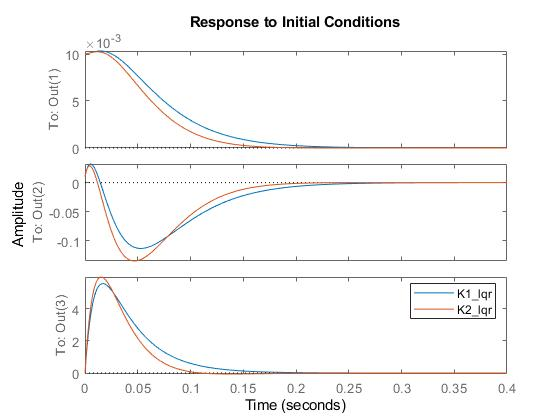 Response to Initial Conditions
×10-3
To: Out(1)
10
5
0
Amplitude
To: Out(2)
0
-0.05
-0.1
To: Out(3)
4
2
0
K1_lqr
K2_lqr
0 0.05 0.1 0.15 0.2 0.25 0.3 0.35 0.4
Time (seconds)